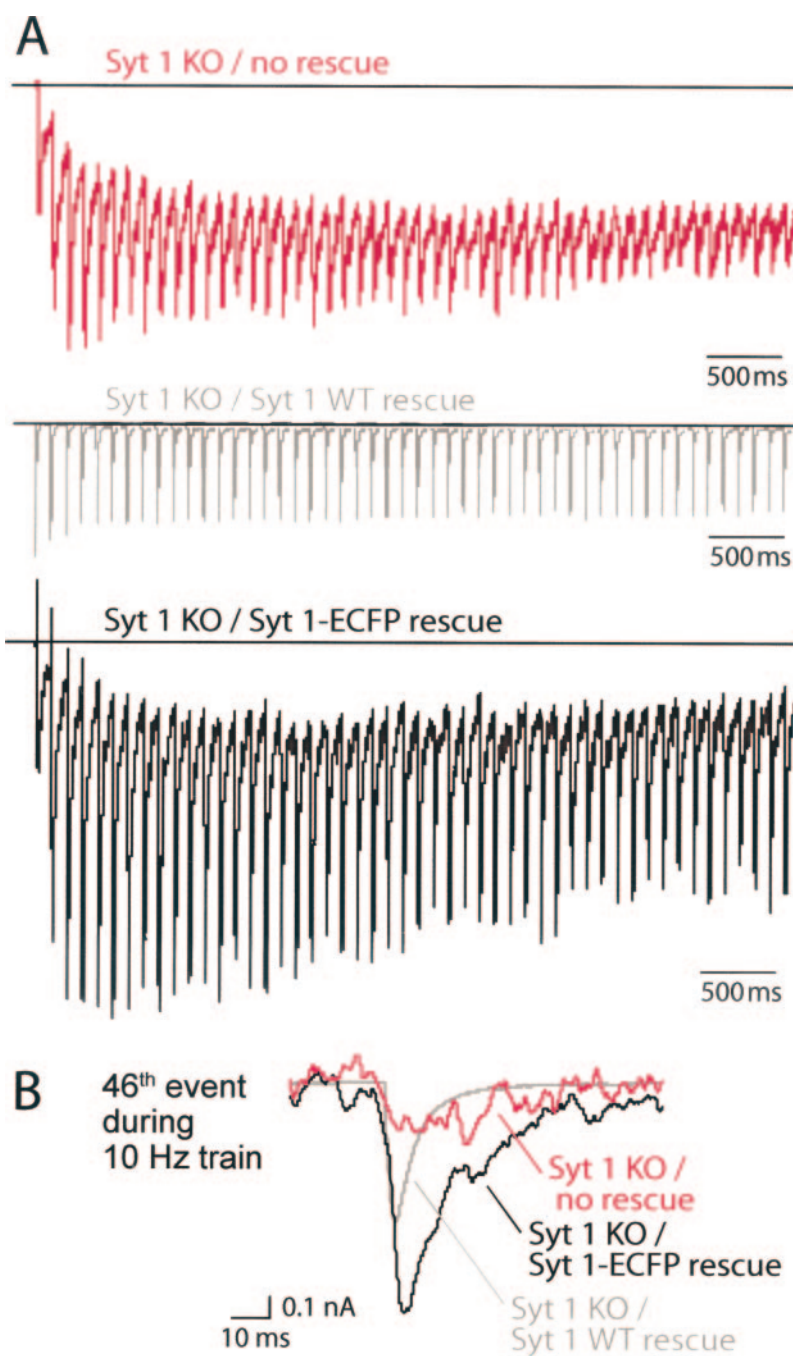 A
Syt 1 KO / no rescue
500 ms
Syt 1 KO / Syt 1 WT rescue
500 ms
Syt 1 KO / Syt 1-ECFP rescue
500 ms
B
46th event
during
10 Hz train
Syt 1 KO /
no rescue
Syt 1 KO /
Syt 1-ECFP rescue
0.1 nA
10 ms
Syt 1 KO /
Syt 1 WT rescue